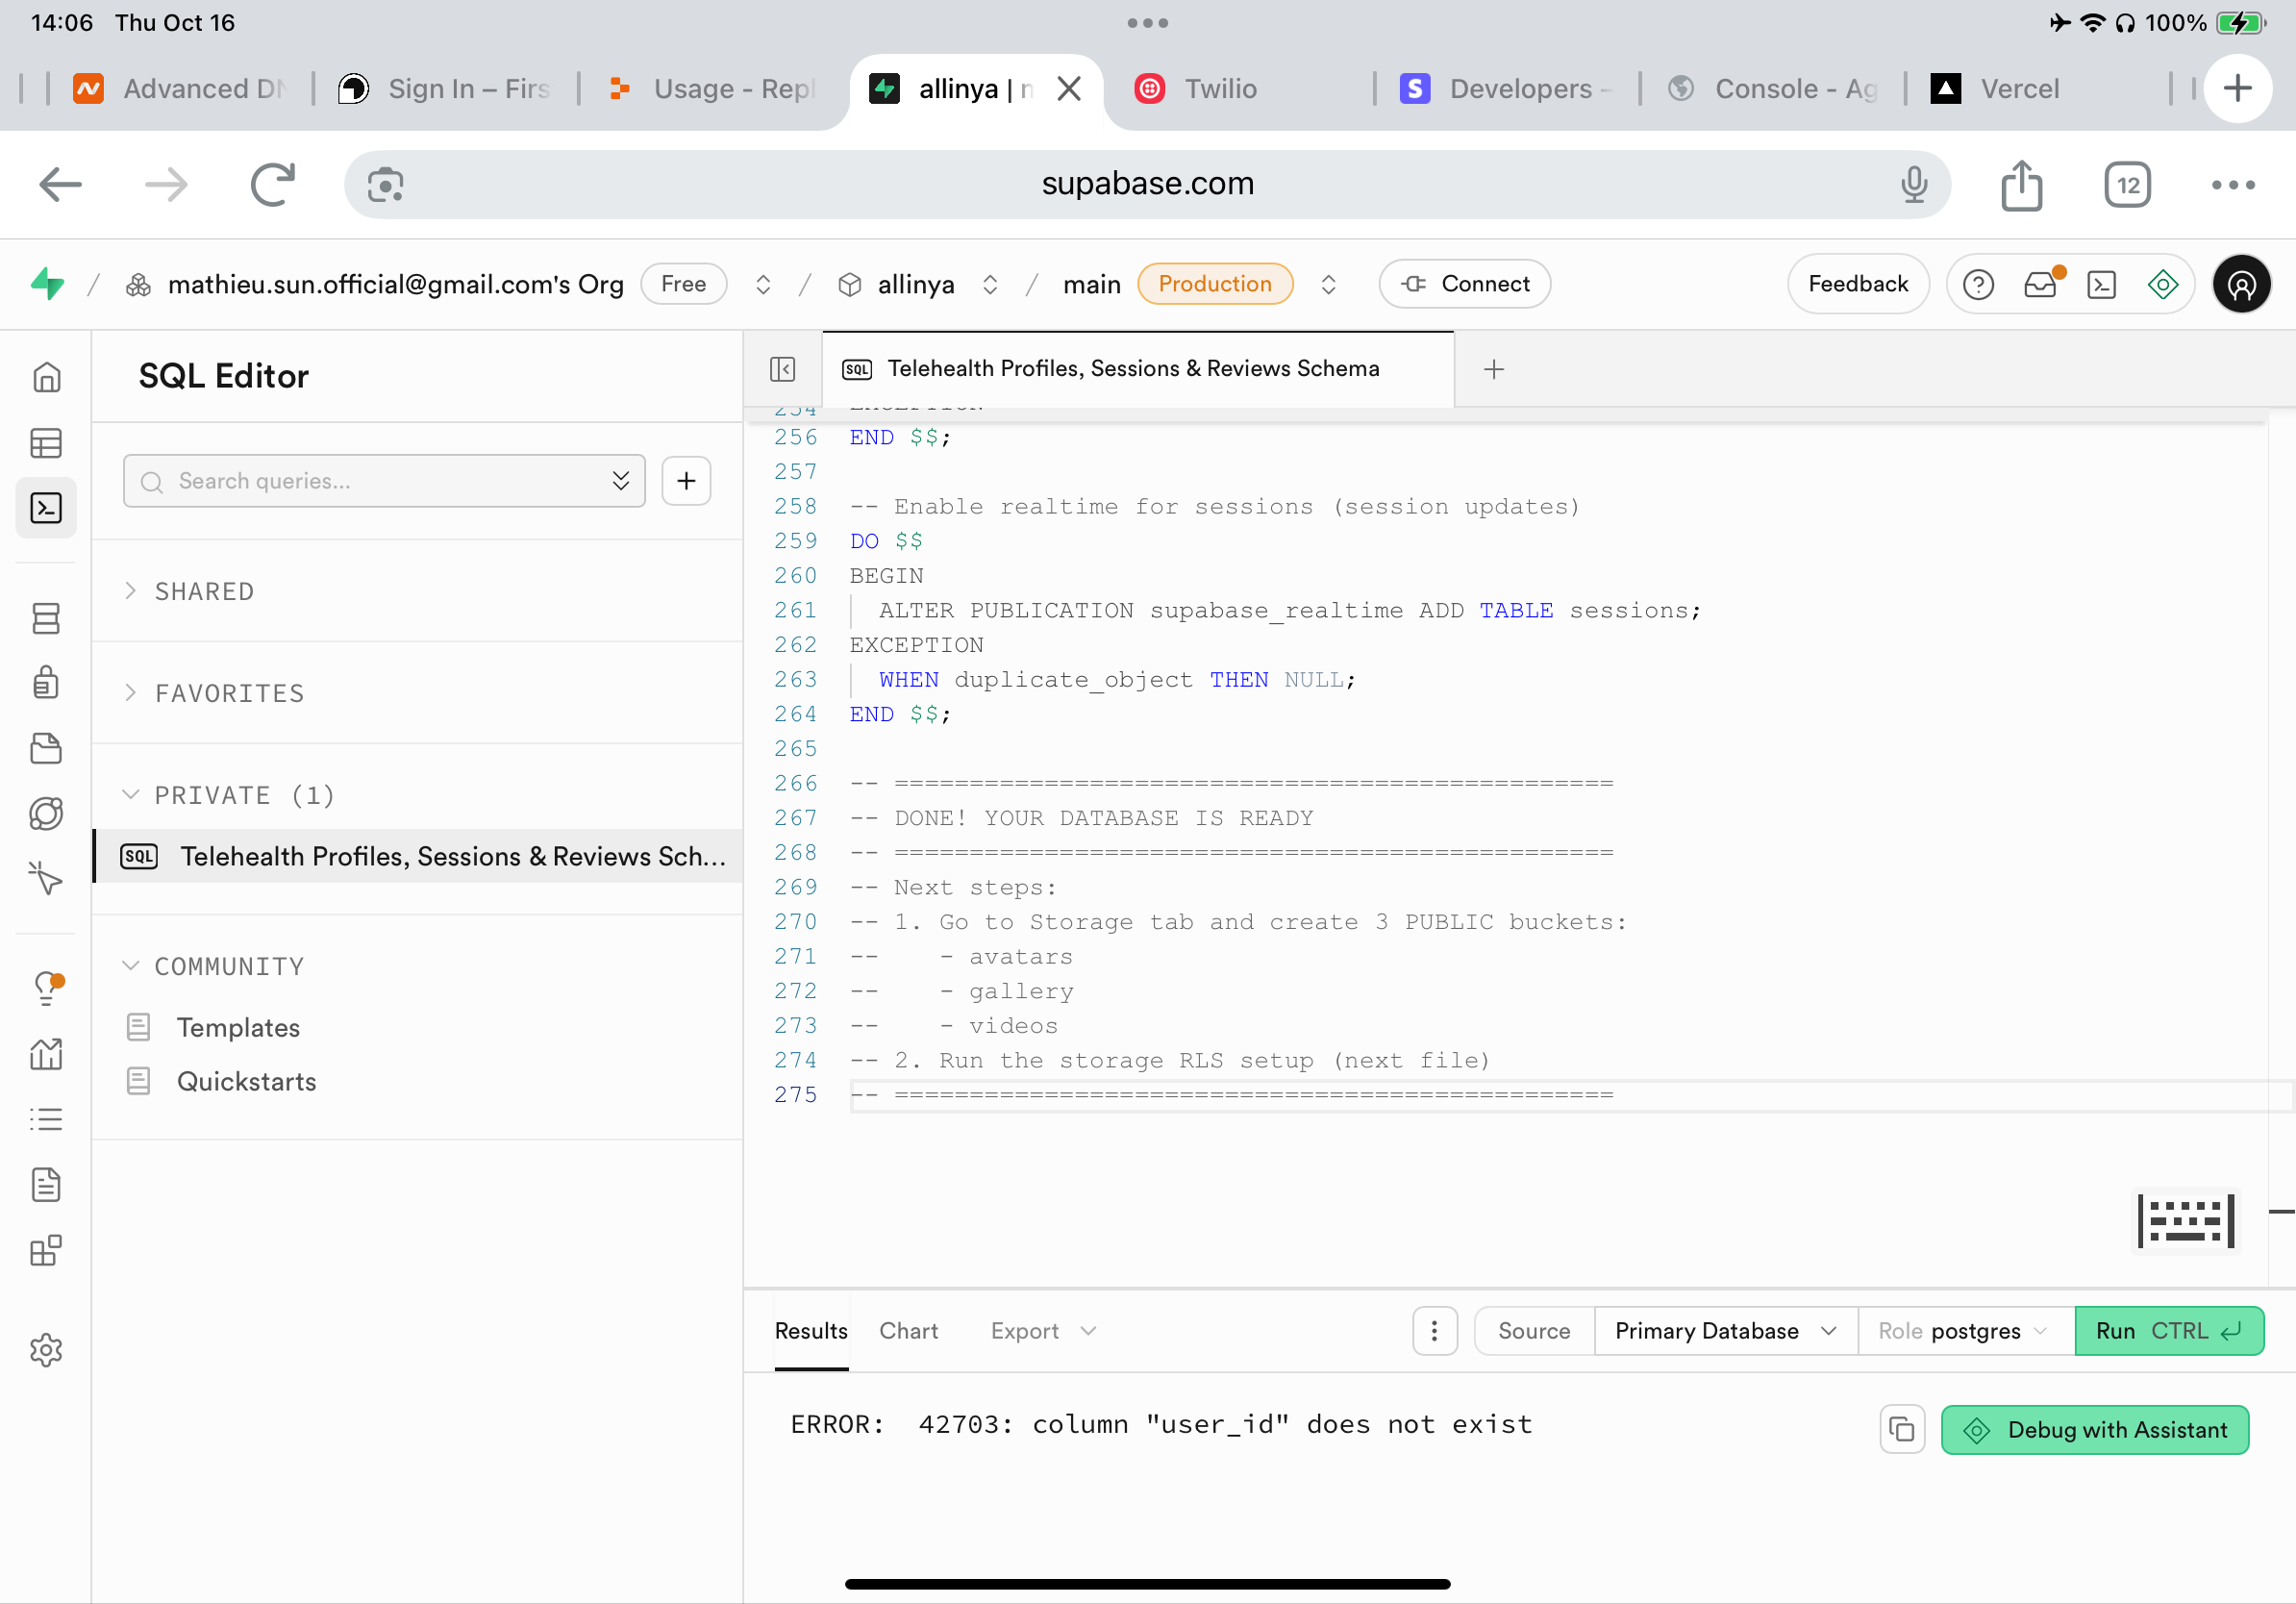 14:06 Thu Oct 16
100%
Advanced DN
Sign In – Firs
Usage - Repl
allinya | n
Twilio
Developers –
Console - Ag
Vercel
supabase.com
12
mathieu.sun.official@gmail.com's Org
Free
allinya
main
Production
Connect
Feedback
SQL Editor
Search queries...
SHARED
FAVORITES
PRIVATE (1)
SQL Telehealth Profiles, Sessions & Reviews Sch...
COMMUNITY
Templates
Quickstarts
SQL Telehealth Profiles, Sessions & Reviews Schema
254 EXCEPTION
256 END $$;
257
258 -- Enable realtime for sessions (session updates)
259 DO $$
260 BEGIN
261 ALTER PUBLICATION supabase_realtime ADD TABLE sessions;
262 EXCEPTION
263 WHEN duplicate_object THEN NULL;
264 END $$;
265
266 -- ================================================
267 -- DONE! YOUR DATABASE IS READY
268 -- ================================================
269 -- Next steps:
270 -- 1. Go to Storage tab and create 3 PUBLIC buckets:
271 -- - avatars
272 -- - gallery
273 -- - videos
274 -- 2. Run the storage RLS setup (next file)
275 -- ================================================
Results
Chart
Export
Source
Primary Database
Role postgres
Run CTRL
ERROR: 42703: column "user_id" does not exist
Debug with Assistant